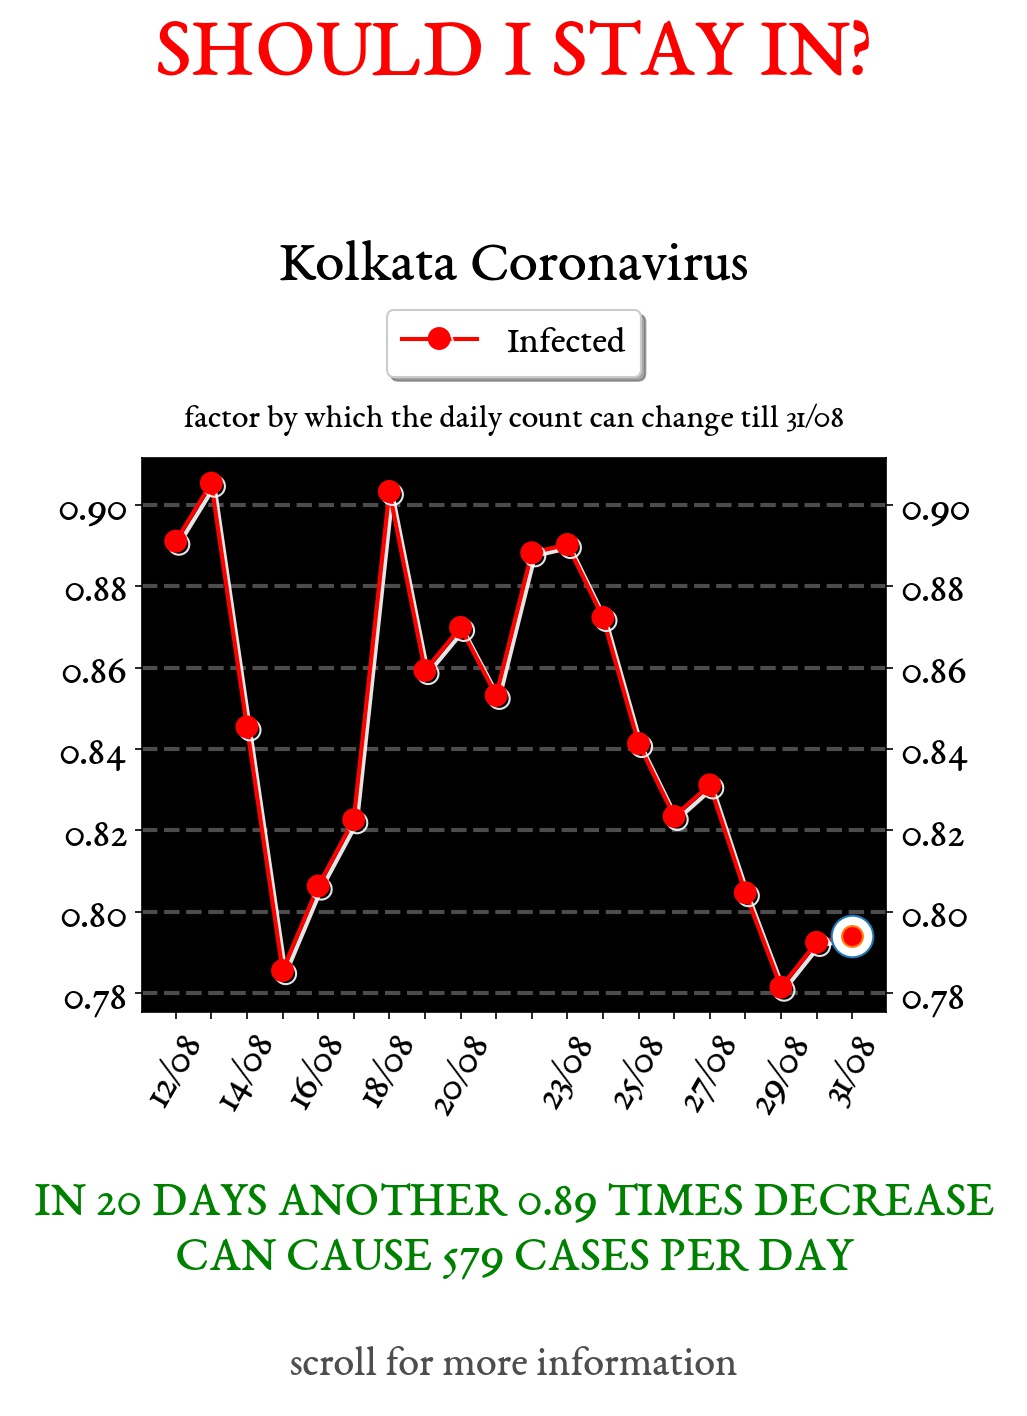 SHOULD I STAY IN?
Kolkata Coronavirus
Infected
factor by which the daily count can change till 31/08
0.90 0.90
0.88 0.88
0.86 0.86
0.84 0.84
0.82 0.82
0.80 0.80
0.78 0.78
12/08 14/08 16/08 18/08 20/08 23/08 25/08 27/08 29/08 31/08
IN 20 DAYS ANOTHER 0.89 TIMES DECREASE
CAN CAUSE 579 CASES PER DAY
scroll for more information